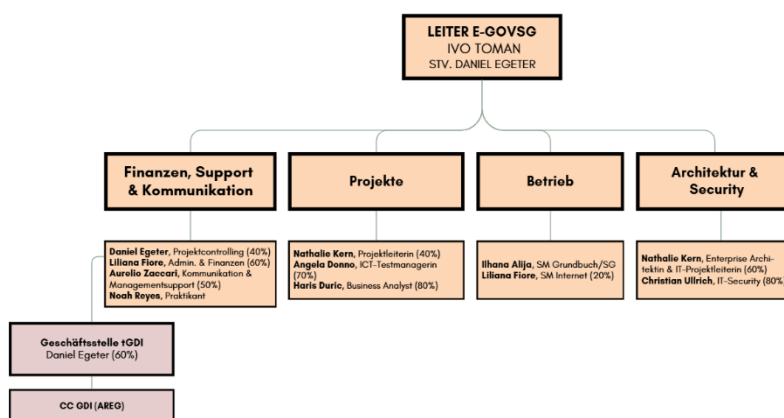 LEITER E-GOVSG
IVO TOMAN
STV. DANIEL EGETER
Finanzen, Support
& Kommunikation
Projekte
Betrieb
Architektur &
Security
Daniel Egeter, Projektcontrolling (40%)
Liliana Fiore, Admin. & Finanzen (60%)
Aurelio Zaccari, Kommunikation &
Managementsupport (50%)
Noah Reyes, Praktikant
Nathalie Kern, Projektleiterin (40%)
Angela Donno, ICT-Testmanagerin
(70%)
Haris Duric, Business Analyst (80%)
Ilhana Alija, SM Grundbuch/SG
Liliana Fiore, SM Internet (20%)
Nathalie Kern, Enterprise Archi-
tektin & IT-Projektleiterin (60%)
Christian Ullrich, IT-Security (80%)
Geschäftsstelle tGDI
Daniel Egeter (60%)
CC GDI (AREG)